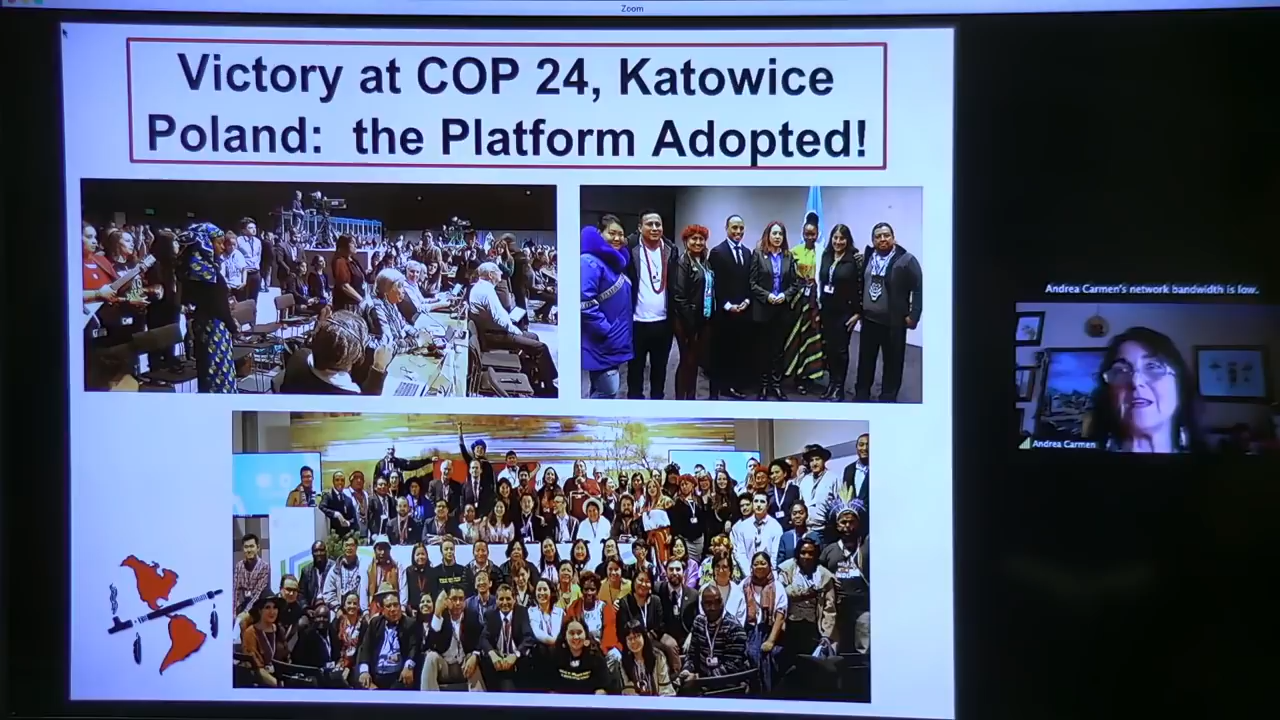 Zoom
Victory at COP 24, Katowice
Poland: the Platform Adopted!
Andrea Carmen's network bandwidth is low.
Andrea Carmen